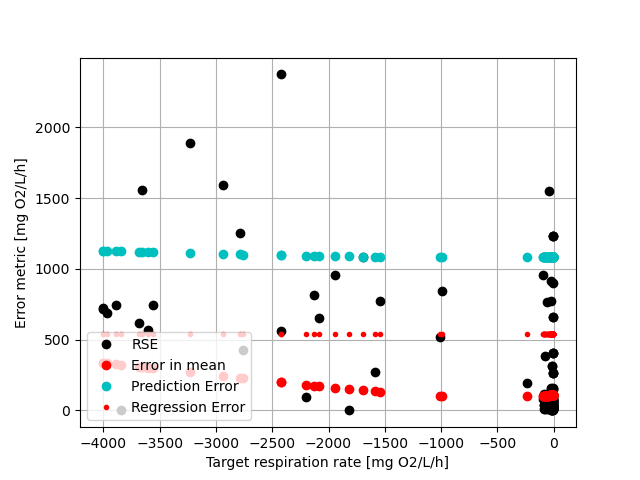 Error metric [mg O2/L/h]
2000
1500
1000
500
0
RSE
Error in mean
Prediction Error
Regression Error
−4000 −3500 −3000 −2500 −2000 −1500 −1000 −500 0
Target respiration rate [mg O2/L/h]